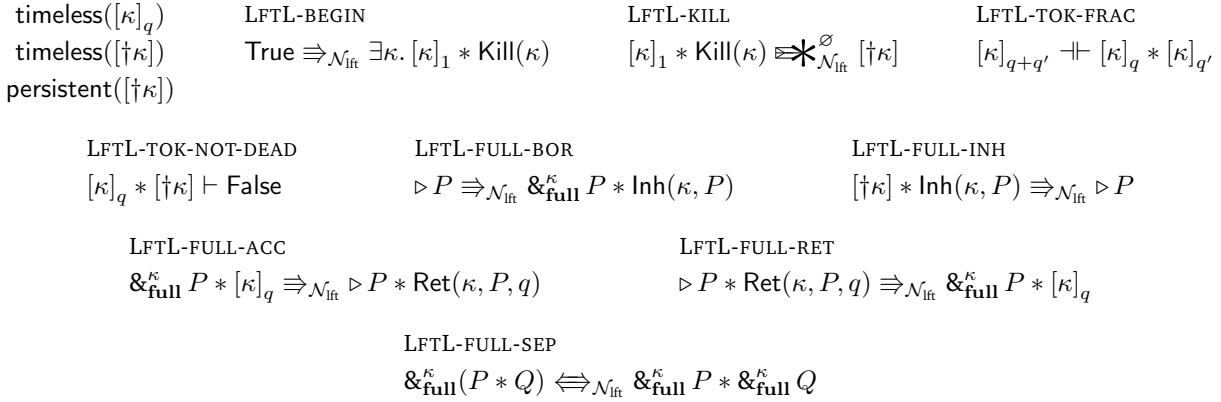 timeless([κ]_q) LFTL-BEGIN LFTL-KILL LFTL-TOK-FRAC
timeless([†κ]) True ⇛_{𝒩_lft} ∃κ. [κ]_1 ∗ Kill(κ) [κ]_1 ∗ Kill(κ) ▷≡∗^∅_{𝒩_lft} [†κ] [κ]_{q+q′} ⊣⊢ [κ]_q ∗ [κ]_{q′}
persistent([†κ])
LFTL-TOK-NOT-DEAD LFTL-FULL-BOR LFTL-FULL-INH
[κ]_q ∗ [†κ] ⊢ False ▷ P ⇛_{𝒩_lft} &^κ_full P ∗ Inh(κ, P) [†κ] ∗ Inh(κ, P) ⇛_{𝒩_lft} ▷ P
LFTL-FULL-ACC LFTL-FULL-RET
&^κ_full P ∗ [κ]_q ⇛_{𝒩_lft} ▷ P ∗ Ret(κ, P, q) ▷ P ∗ Ret(κ, P, q) ⇛_{𝒩_lft} &^κ_full P ∗ [κ]_q
LFTL-FULL-SEP
&^κ_full(P ∗ Q) ⇚⇛_{𝒩_lft} &^κ_full P ∗ &^κ_full Q